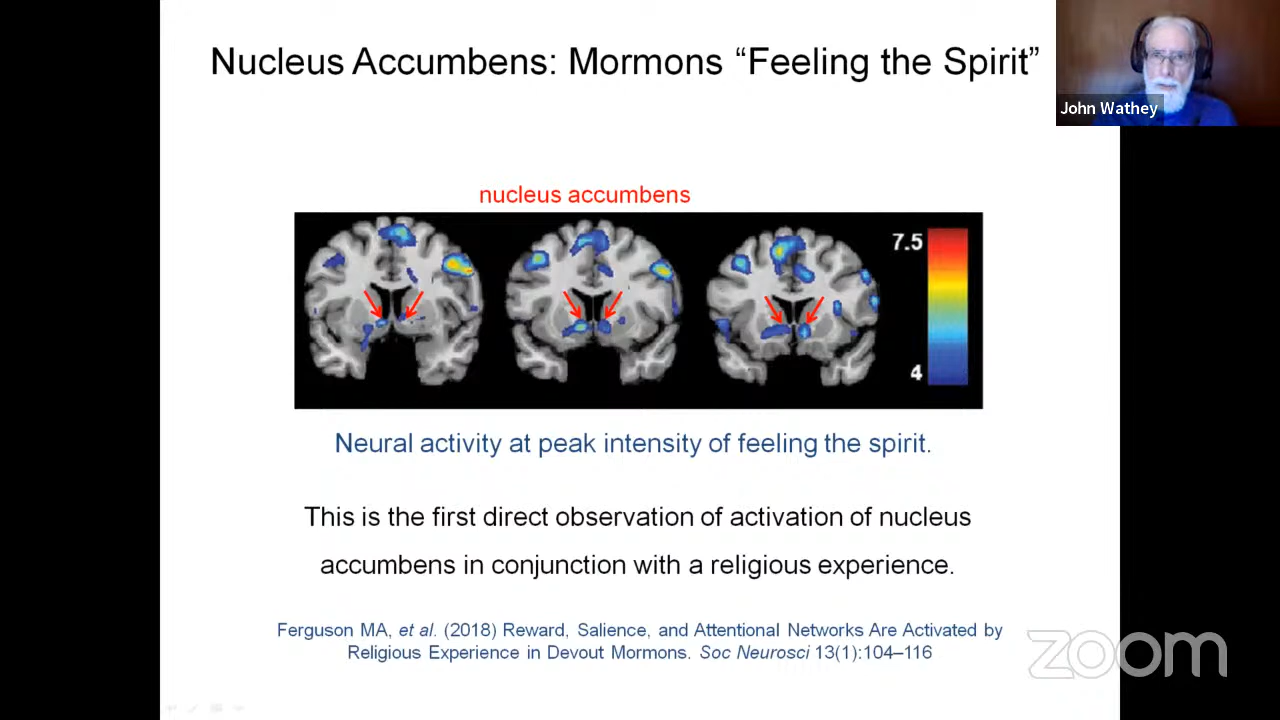 Nucleus Accumbens: Mormons “Feeling the Spirit”
John Wathey
nucleus accumbens
7.5
4
Neural activity at peak intensity of feeling the spirit.
This is the first direct observation of activation of nucleus
accumbens in conjunction with a religious experience.
Ferguson MA, et al. (2018) Reward, Salience, and Attentional Networks Are Activated by
Religious Experience in Devout Mormons. Soc Neurosci 13(1):104–116
zoom